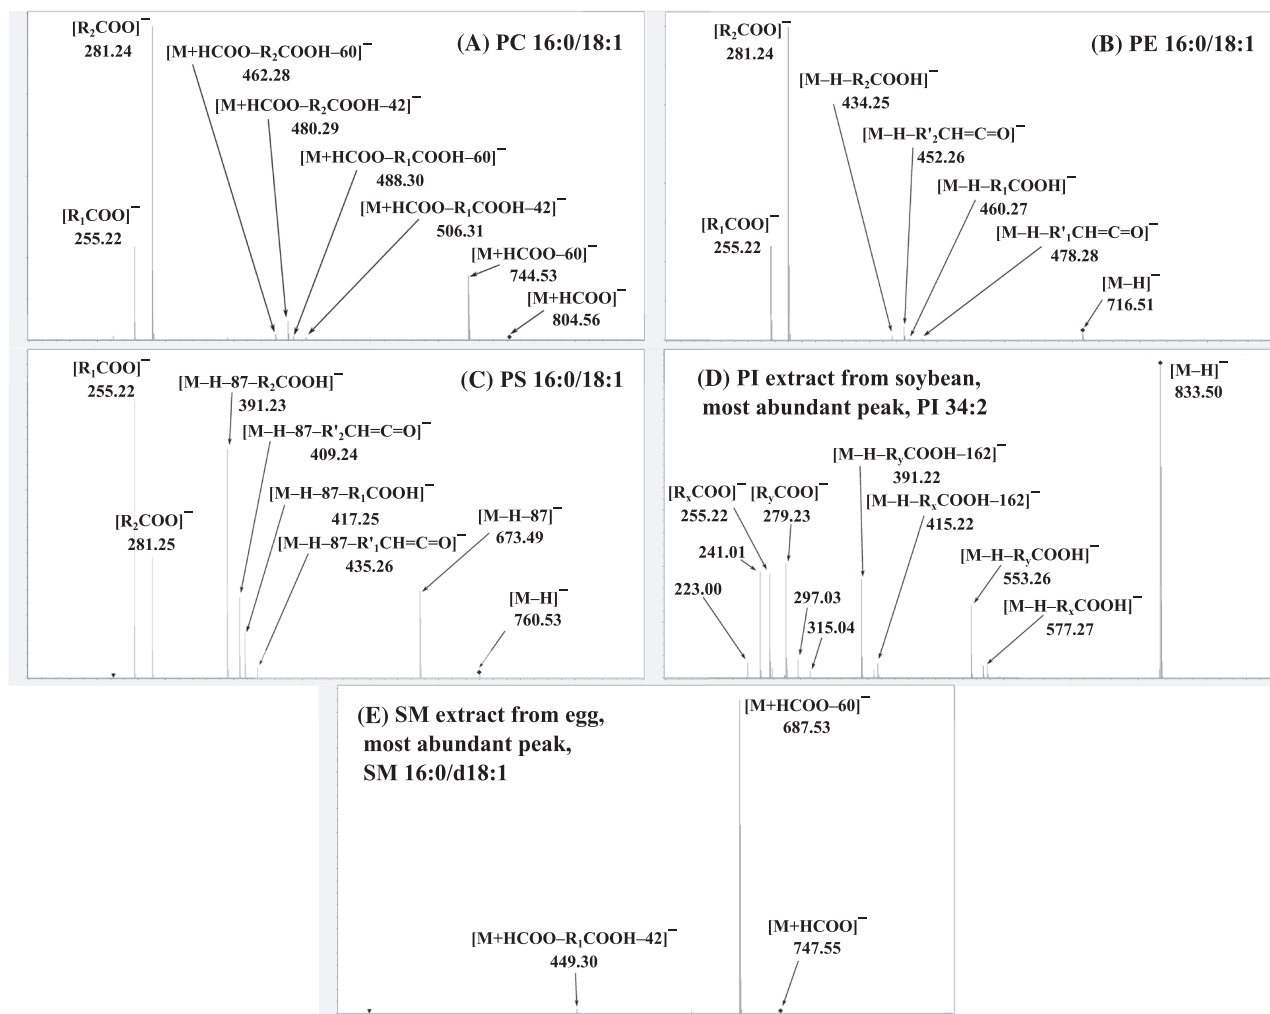 (A) PC 16:0/18:1
[R₂COO]⁻
281.24
[M+HCOO–R₂COOH–60]⁻
462.28
[M+HCOO–R₂COOH–42]⁻
480.29
[M+HCOO–R₁COOH–60]⁻
488.30
[M+HCOO–R₁COOH–42]⁻
506.31
[R₁COO]⁻
255.22
[M+HCOO–60]⁻
744.53
[M+HCOO]⁻
804.56
(B) PE 16:0/18:1
[R₂COO]⁻
281.24
[M–H–R₂COOH]⁻
434.25
[M–H–R'₂CH=C=O]⁻
452.26
[M–H–R₁COOH]⁻
460.27
[M–H–R'₁CH=C=O]⁻
478.28
[R₁COO]⁻
255.22
[M–H]⁻
716.51
(C) PS 16:0/18:1
[R₁COO]⁻
255.22
[M–H–87–R₂COOH]⁻
391.23
[M–H–87–R'₂CH=C=O]⁻
409.24
[M–H–87–R₁COOH]⁻
417.25
[M–H–87–R'₁CH=C=O]⁻
435.26
[R₂COO]⁻
281.25
[M–H–87]⁻
673.49
[M–H]⁻
760.53
(D) PI extract from soybean,
most abundant peak, PI 34:2
[M–H]⁻
833.50
[M–H–RyCOOH–162]⁻
391.22
[M–H–RₓCOOH–162]⁻
415.22
[RₓCOO]⁻
255.22
[RyCOO]⁻
279.23
241.01
223.00
297.03
315.04
[M–H–RyCOOH]⁻
553.26
[M–H–RₓCOOH]⁻
577.27
(E) SM extract from egg,
most abundant peak,
SM 16:0/d18:1
[M+HCOO–60]⁻
687.53
[M+HCOO–R₁COOH–42]⁻
449.30
[M+HCOO]⁻
747.55